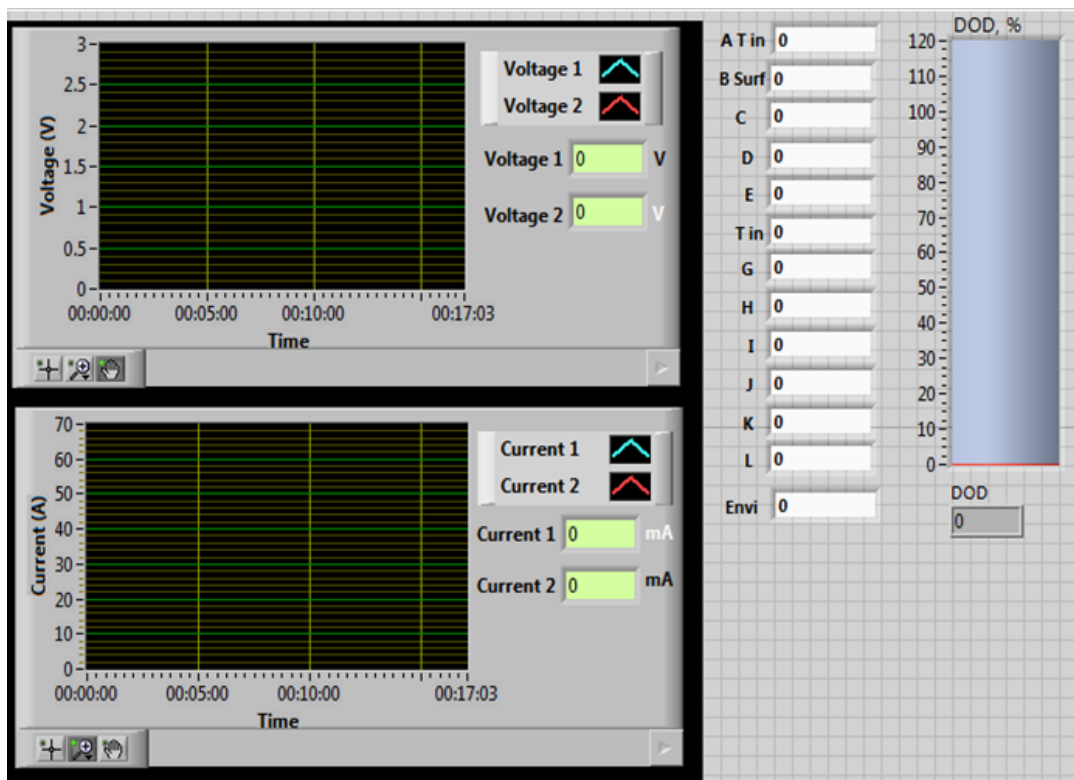 3
2.5
2
1.5
1
0.5
0
Voltage (V)
00:00:00 00:05:00 00:10:00 00:17:03
Time
Voltage 1
Voltage 2
Voltage 1 0 V
Voltage 2 0 V
70
60
50
40
30
20
10
0
Current (A)
00:00:00 00:05:00 00:10:00 00:17:03
Time
Current 1
Current 2
Current 1 0 mA
Current 2 0 mA
A T in 0
B Surf 0
C 0
D 0
E 0
T in 0
G 0
H 0
I 0
J 0
K 0
L 0
Envi 0
DOD, %
120
110
100
90
80
70
60
50
40
30
20
10
0
DOD
0